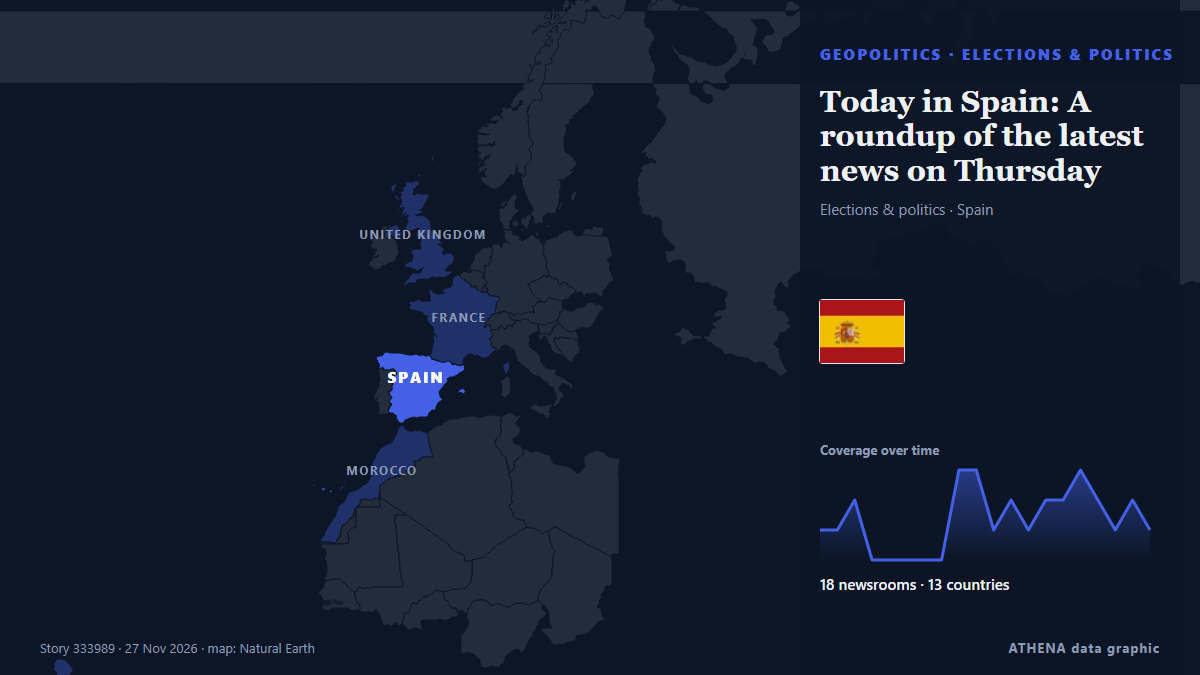 GEOPOLITICS · ELECTIONS & POLITICS
Today in Spain: A
roundup of the latest
news on Thursday
Elections & politics · Spain
UNITED KINGDOM
FRANCE
SPAIN
MOROCCO
Coverage over time
18 newsrooms · 13 countries
Story 333989 · 27 Nov 2026 · map: Natural Earth
ATHENA data graphic